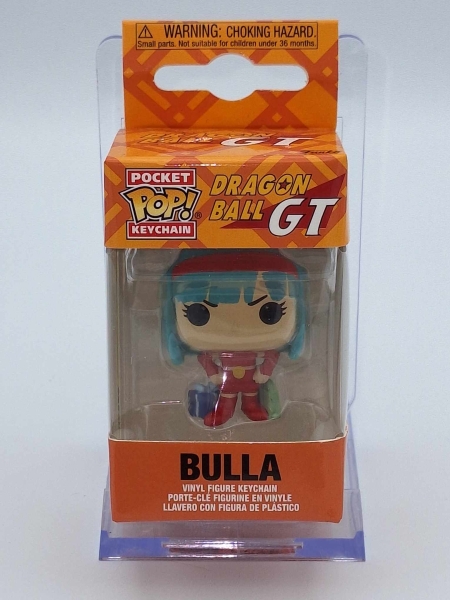 WARNING: CHOKING HAZARD.
Small parts. Not suitable for children under 36 months.
POCKET
POP!®
KEYCHAIN
DRAGON
BALL GT
BULLA
VINYL FIGURE KEYCHAIN
PORTE-CLÉ FIGURINE EN VINYLE
LLAVERO CON FIGURA DE PLÁSTICO